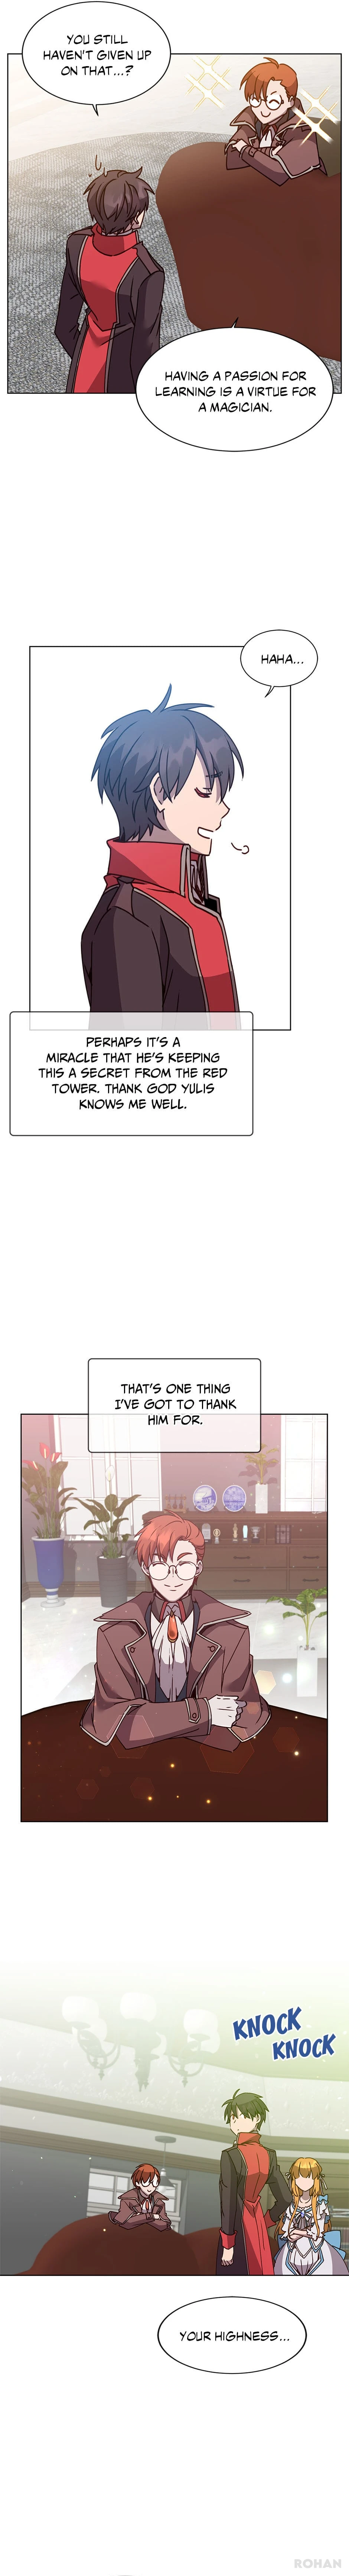 YOU STILL
HAVEN'T GIVEN UP
ON THAT...?
HAVING A PASSION FOR
LEARNING IS A VIRTUE FOR
A MAGICIAN.
HAHA...
PERHAPS IT'S A
MIRACLE THAT HE'S KEEPING
THIS A SECRET FROM THE RED
TOWER. THANK GOD YULIS
KNOWS ME WELL.
THAT'S ONE THING
I'VE GOT TO THANK
HIM FOR.
KNOCK
KNOCK
YOUR HIGHNESS...
ROHAN